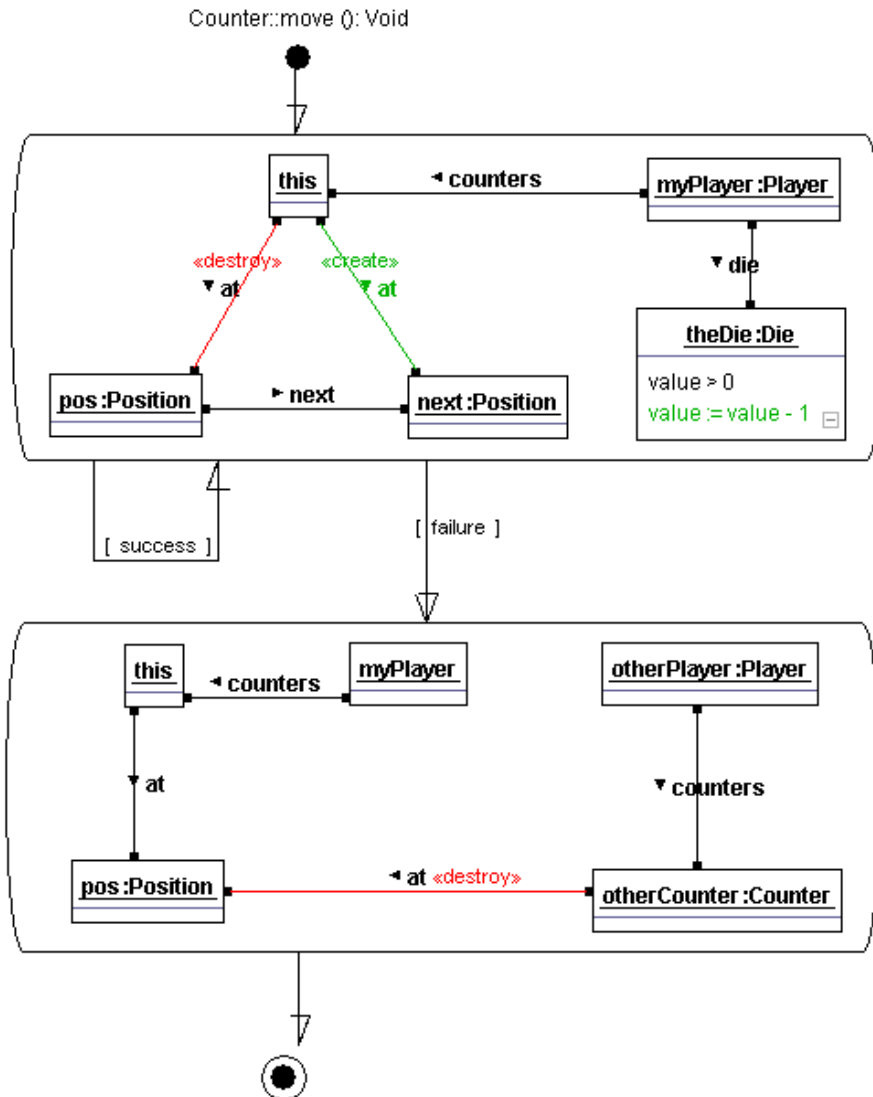 Counter::move (): Void
this
◄ counters
myPlayer :Player
«destroy»
«create»
▼ at
▼ at
▼ die
theDie :Die
value > 0
value := value - 1
pos :Position
► next
next :Position
[ success ]
[ failure ]
this
◄ counters
myPlayer
otherPlayer :Player
▼ at
▼ counters
pos :Position
◄ at «destroy»
otherCounter :Counter